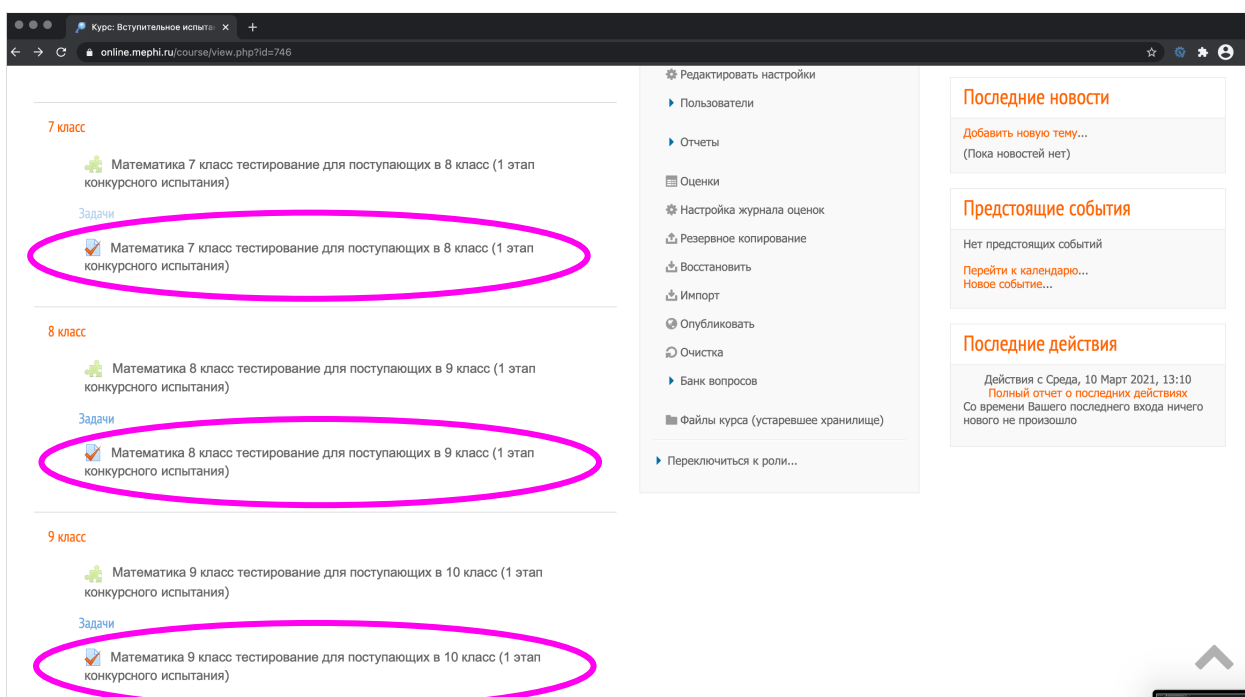 Курс: Вступительное испыта
online.mephi.ru/course/view.php?id=746
7 класс
Математика 7 класс тестирование для поступающих в 8 класс (1 этап
конкурсного испытания)
Задачи
Математика 7 класс тестирование для поступающих в 8 класс (1 этап
конкурсного испытания)
8 класс
Математика 8 класс тестирование для поступающих в 9 класс (1 этап
конкурсного испытания)
Задачи
Математика 8 класс тестирование для поступающих в 9 класс (1 этап
конкурсного испытания)
9 класс
Математика 9 класс тестирование для поступающих в 10 класс (1 этап
конкурсного испытания)
Задачи
Математика 9 класс тестирование для поступающих в 10 класс (1 этап
конкурсного испытания)
Редактировать настройки
Пользователи
Отчеты
Оценки
Настройка журнала оценок
Резервное копирование
Восстановить
Импорт
Опубликовать
Очистка
Банк вопросов
Файлы курса (устаревшее хранилище)
Переключиться к роли...
Последние новости
Добавить новую тему...
(Пока новостей нет)
Предстоящие события
Нет предстоящих событий
Перейти к календарю...
Новое событие...
Последние действия
Действия с Среда, 10 Март 2021, 13:10
Полный отчет о последних действиях
Со времени Вашего последнего входа ничего
нового не произошло